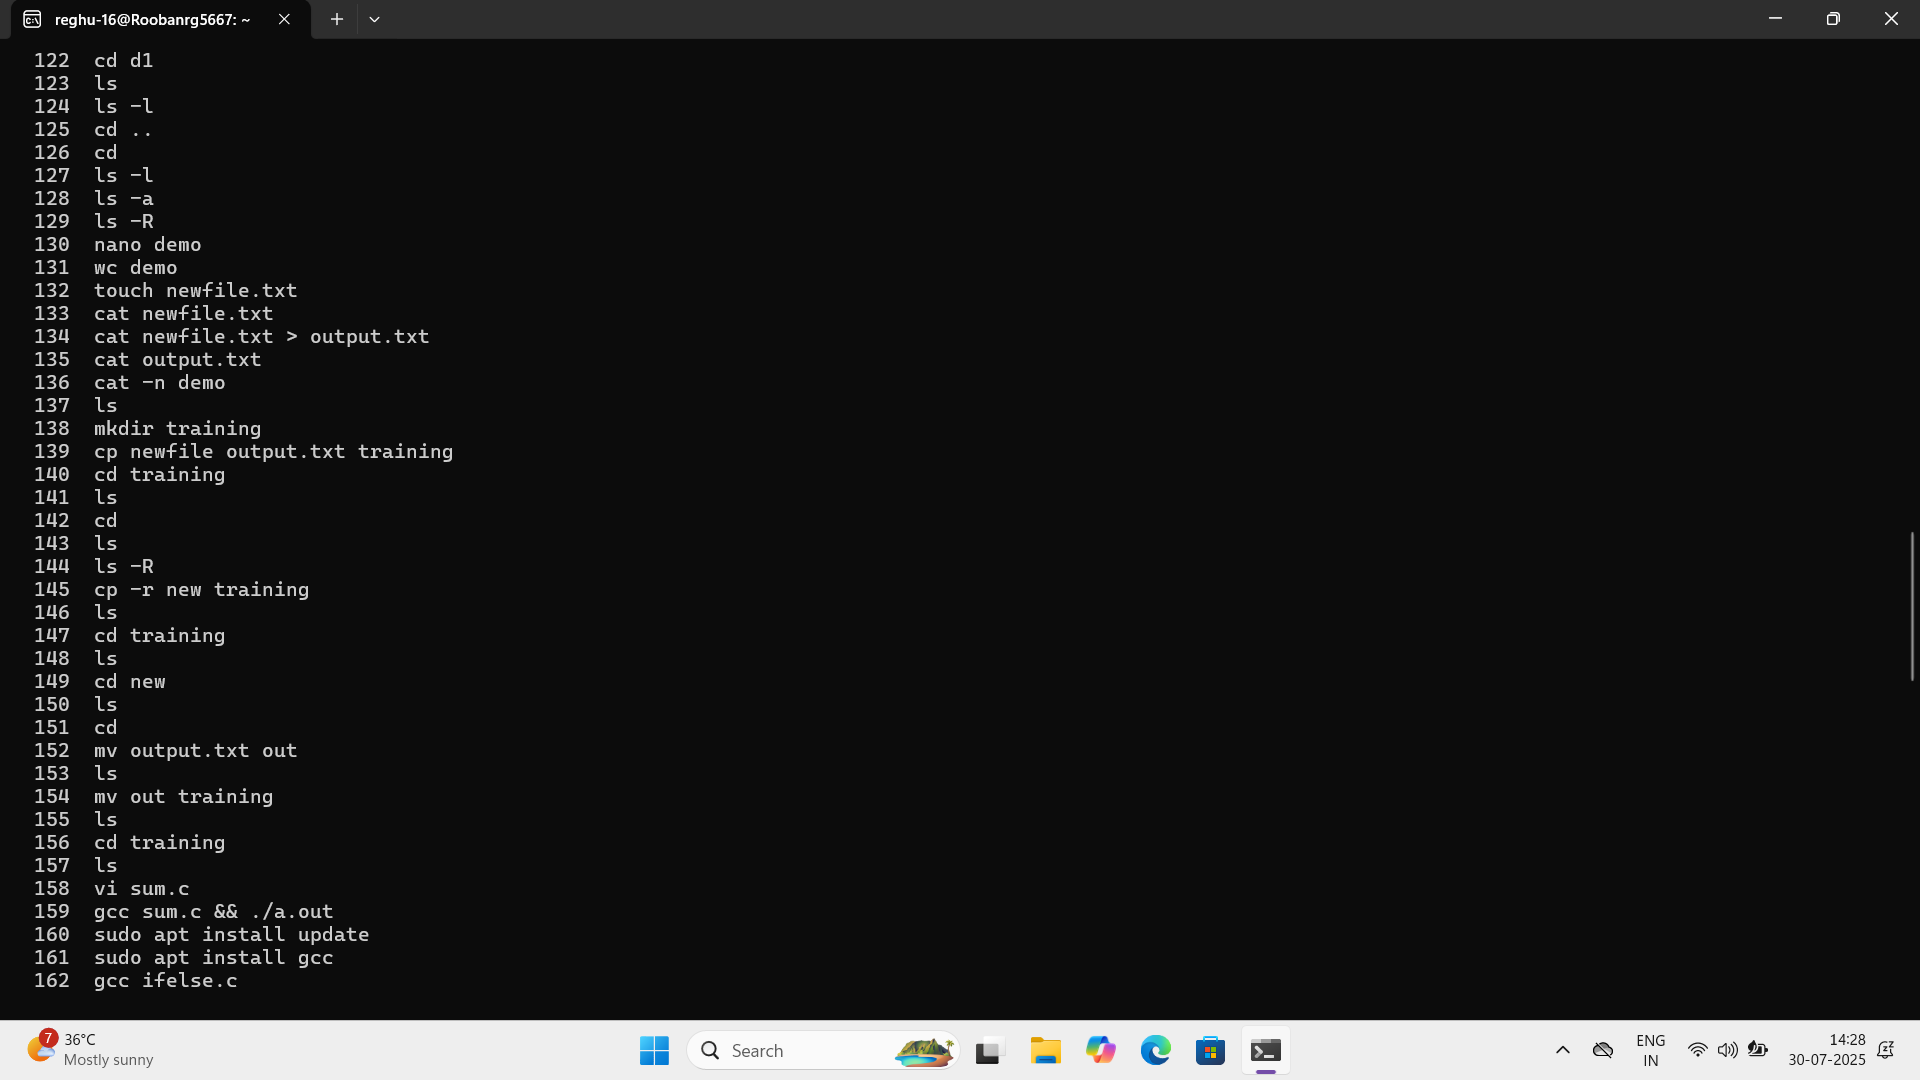 reghu-16@Roobanrg5667: ~
122 cd d1
123 ls
124 ls -l
125 cd ..
126 cd
127 ls -l
128 ls -a
129 ls -R
130 nano demo
131 wc demo
132 touch newfile.txt
133 cat newfile.txt
134 cat newfile.txt > output.txt
135 cat output.txt
136 cat -n demo
137 ls
138 mkdir training
139 cp newfile output.txt training
140 cd training
141 ls
142 cd
143 ls
144 ls -R
145 cp -r new training
146 ls
147 cd training
148 ls
149 cd new
150 ls
151 cd
152 mv output.txt out
153 ls
154 mv out training
155 ls
156 cd training
157 ls
158 vi sum.c
159 gcc sum.c && ./a.out
160 sudo apt install update
161 sudo apt install gcc
162 gcc ifelse.c
7
36°C
Mostly sunny
Search
ENG
IN
14:28
30-07-2025